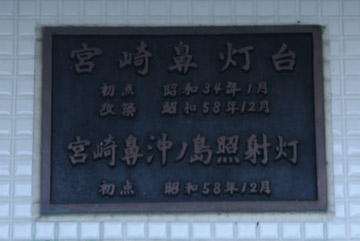 宮崎鼻灯台
初点 昭和34年1月
改築 昭和58年12月
宮崎鼻沖ノ島照射灯
初点 昭和58年12月